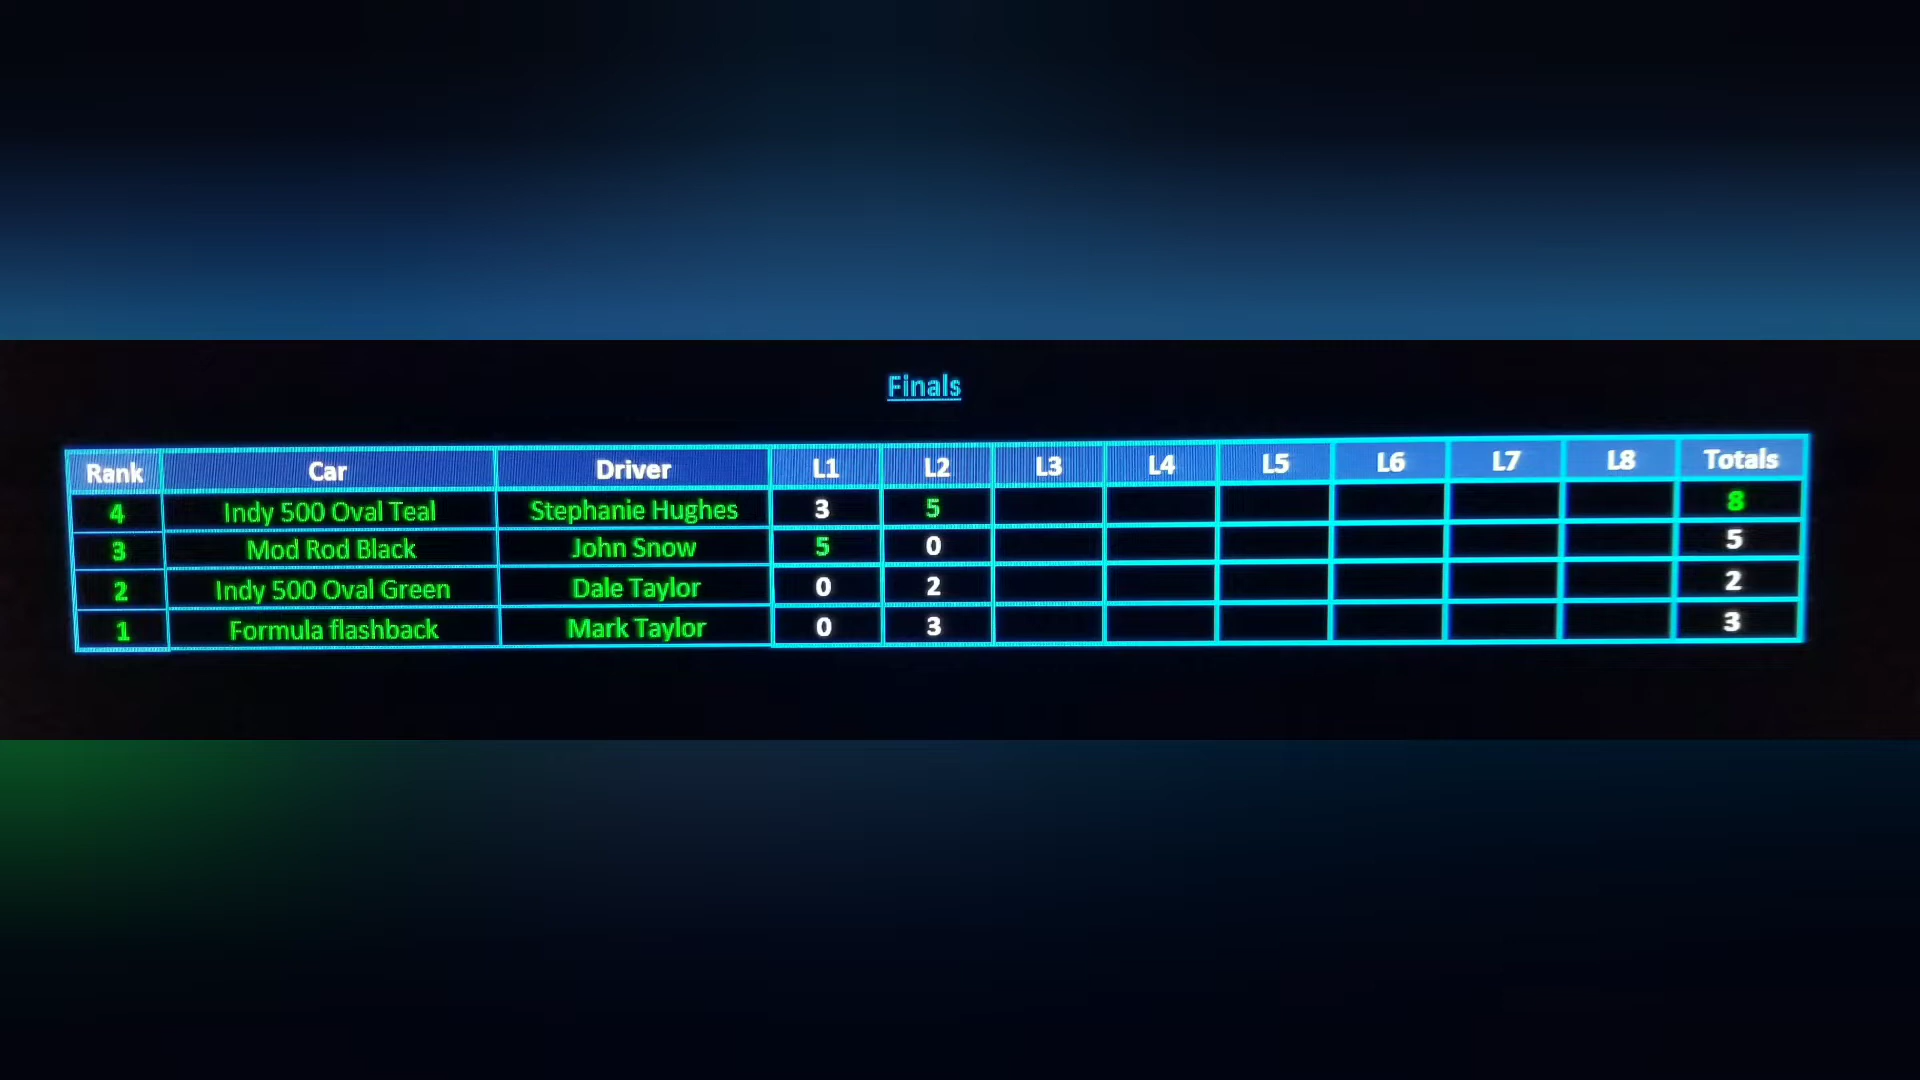 Finals
Rank Car Driver L1 L2 L3 L4 L5 L6 L7 L8 Totals
4 Indy 500 Oval Teal Stephanie Hughes 3 5 8
3 Mod Rod Black John Snow 5 0 5
2 Indy 500 Oval Green Dale Taylor 0 2 2
1 Formula flashback Mark Taylor 0 3 3